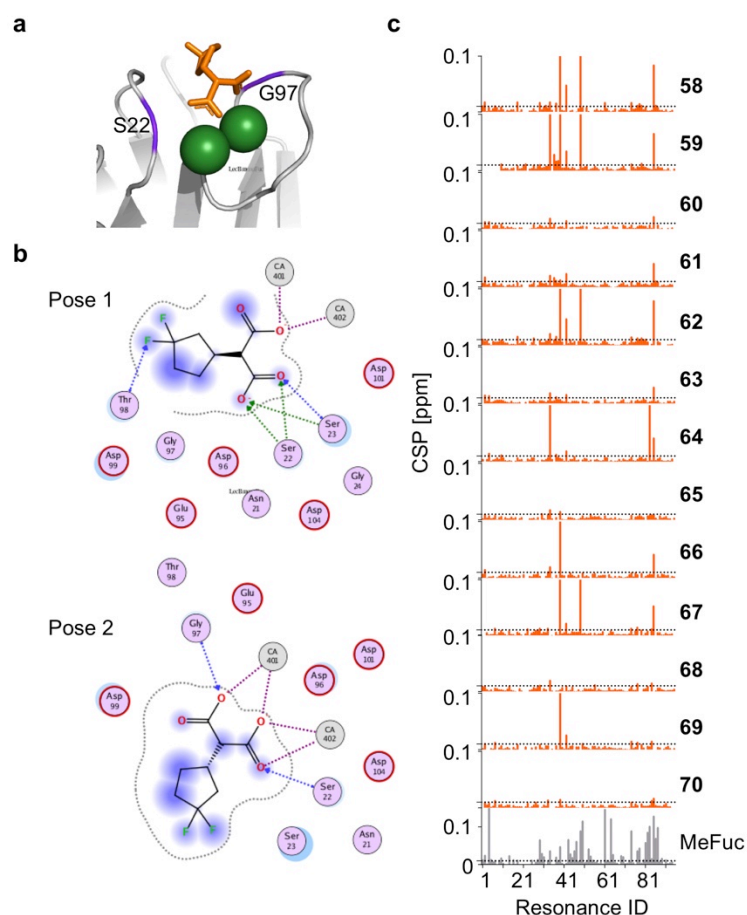 a
S22
G97
b
Pose 1
CA
401
CA
402
O
O
O
O⁻
F
F
Thr
98
Asp
99
Gly
97
Asp
96
Glu
95
Asn
21
Ser
22
Ser
23
Gly
24
Asp
101
Asp
104
Pose 2
Thr
98
Glu
95
Gly
97
CA
401
Asp
96
Asp
101
Asp
99
CA
402
O
O
O
O
F
F
Asp
104
Ser
22
Ser
23
Asn
21
c
CSP [ppm]
0.1
58
0.1
59
0.1
60
0.1
61
0.1
62
0.1
63
0.1
64
0.1
65
0.1
66
0.1
67
0.1
68
0.1
69
0.1
70
0.1
MeFuc
0
1 21 41 61 81
Resonance ID